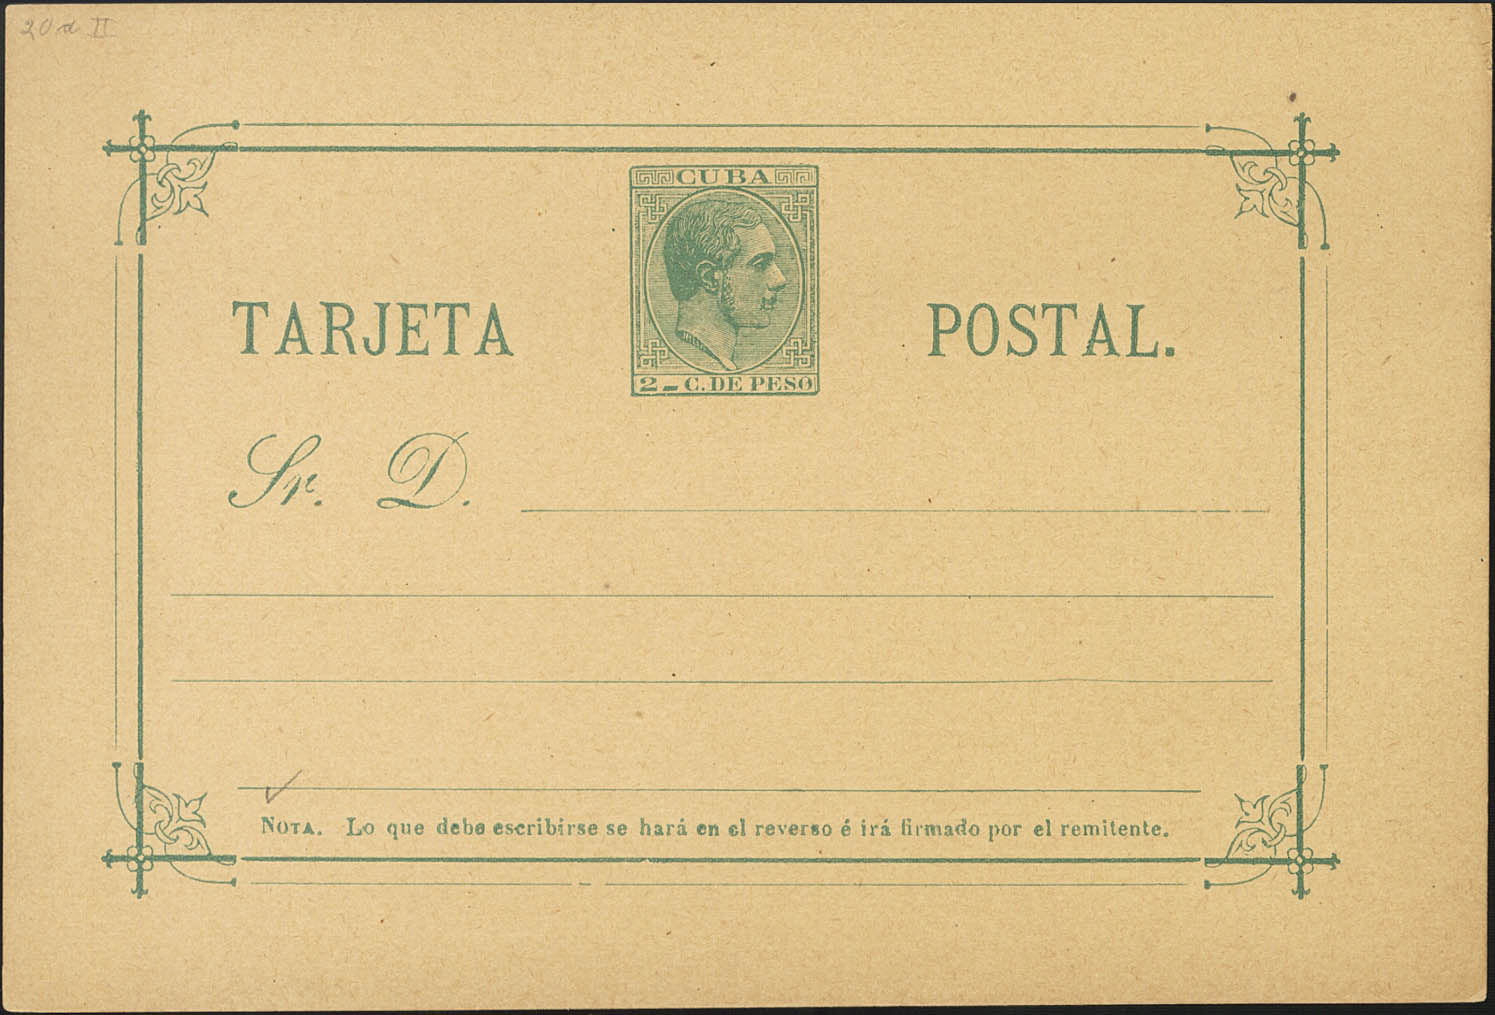 20 a II
CUBA
TARJETA POSTAL.
2 - C. DE PESO
Sr. D.
NOTA. Lo que debe escribirse se hará en el reverso é irá firmado por el remitente.